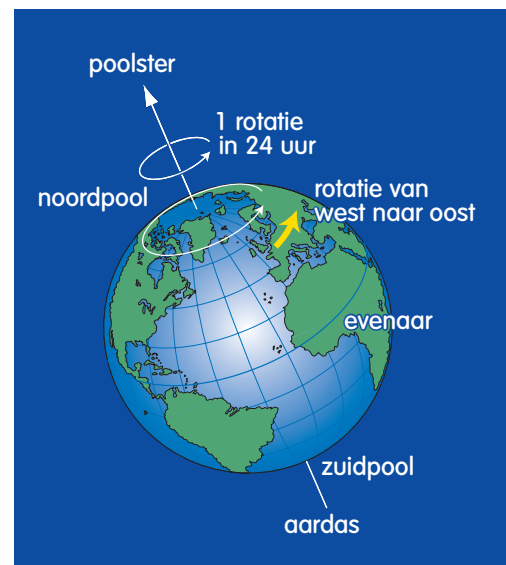 poolster
1 rotatie
in 24 uur
noordpool
rotatie van
west naar oost
evenaar
zuidpool
aardas